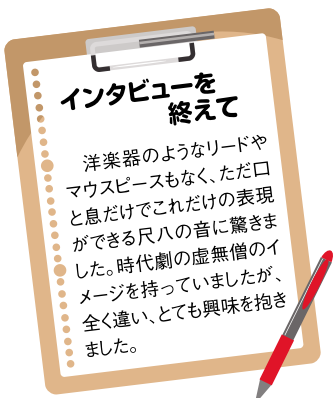 インタビューを
終えて
洋楽器のようなリードや
マウスピースもなく、ただ口
と息だけでこれだけの表現
ができる尺八の音に驚きま
した。時代劇の虚無僧のイ
メージを持っていましたが、
全く違い、とても興味を抱き
ました。